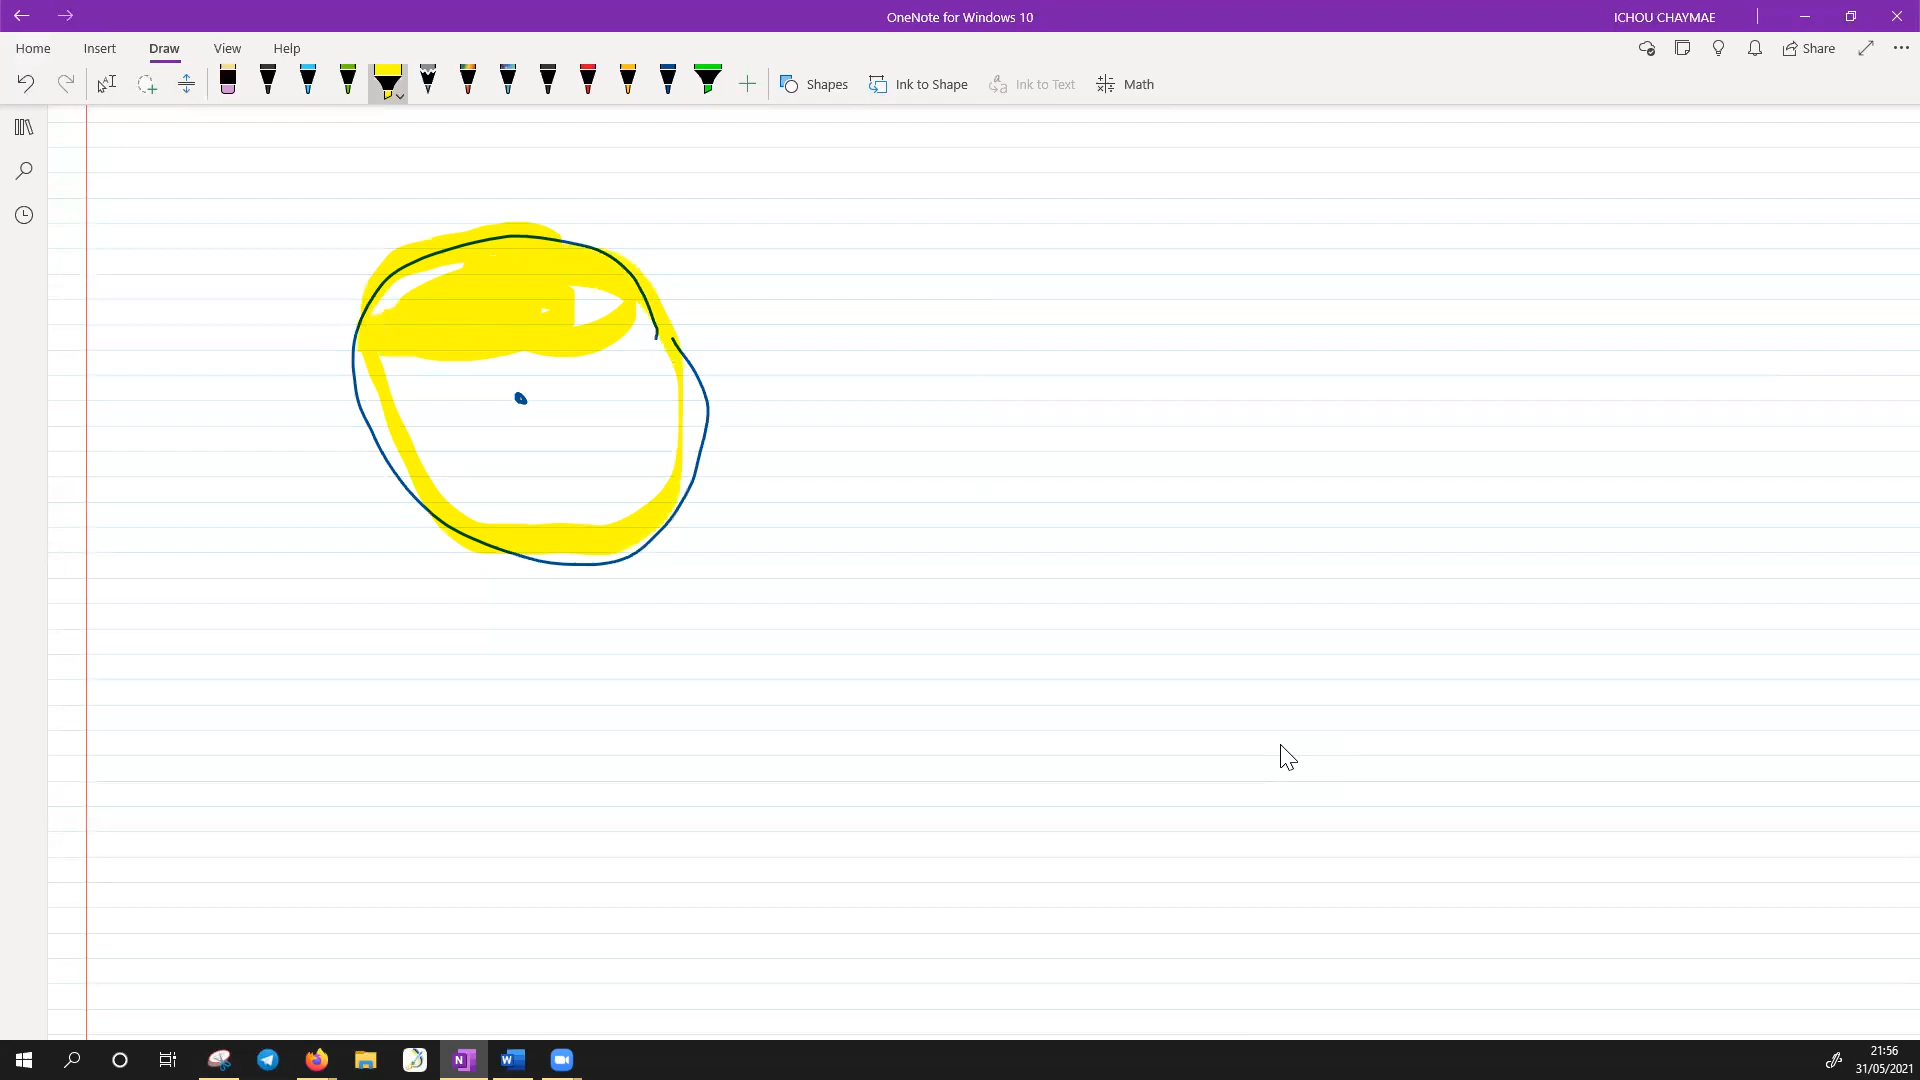 OneNote for Windows 10
ICHOU CHAYMAE
Home Insert Draw View Help
Share
Shapes
Ink to Shape
Ink to Text
Math
21:56
31/05/2021